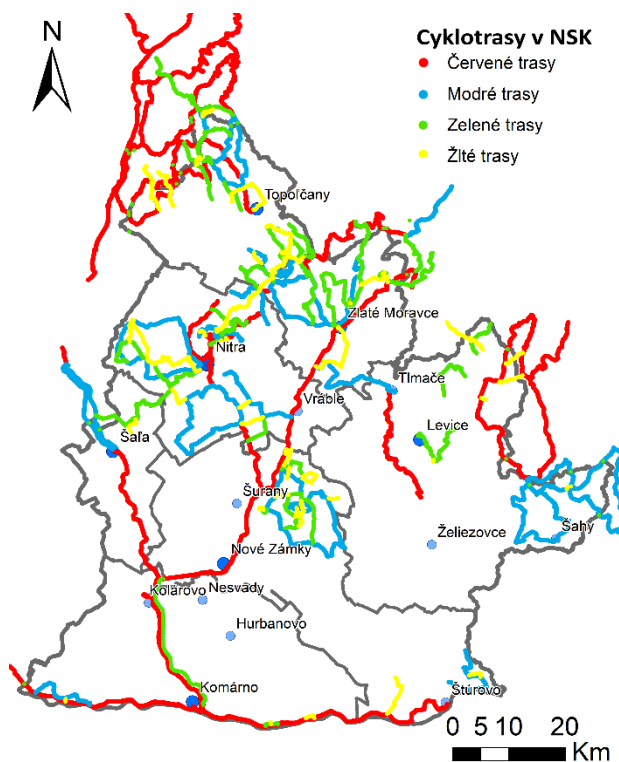 N
Cyklotrasy v NSK
Červené trasy
Modré trasy
Zelené trasy
Žlté trasy
Topoľčany
Zlaté Moravce
Nitra
Tlmače
Vráble
Levice
Šaľa
Šurany
Želiezovce
Šahy
Nové Zámky
Kolárovo
Nesvady
Hurbanovo
Komárno
Štúrovo
0 5 10 20
Km